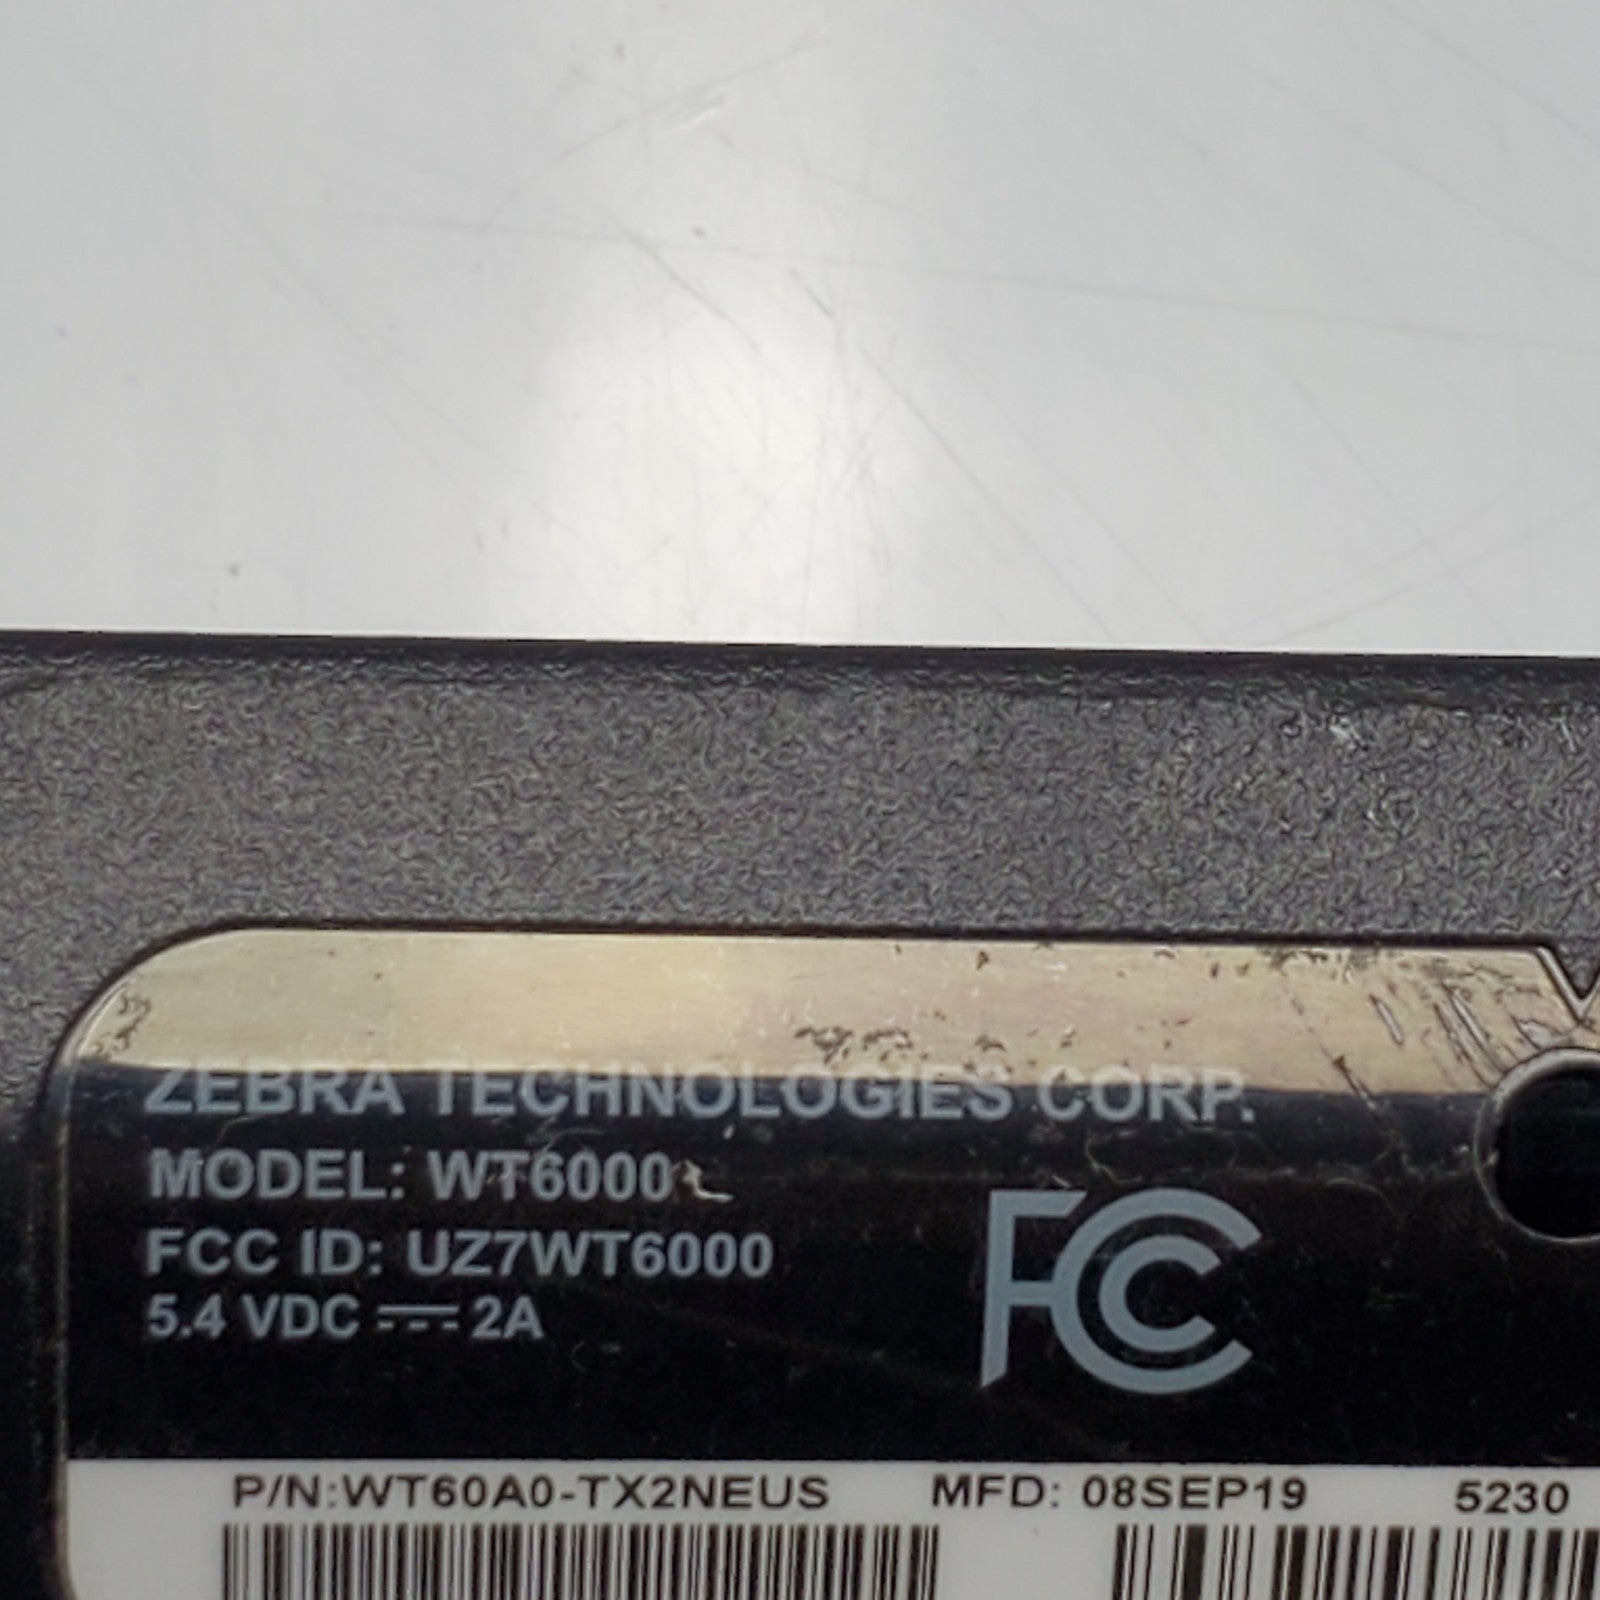 ZEBRA TECHNOLOGIES CORP.
MODEL: WT6000
FCC ID: UZ7WT6000
5.4 VDC ⎓ 2A
FC
P/N:WT60A0-TX2NEUS MFD: 08SEP19 5230